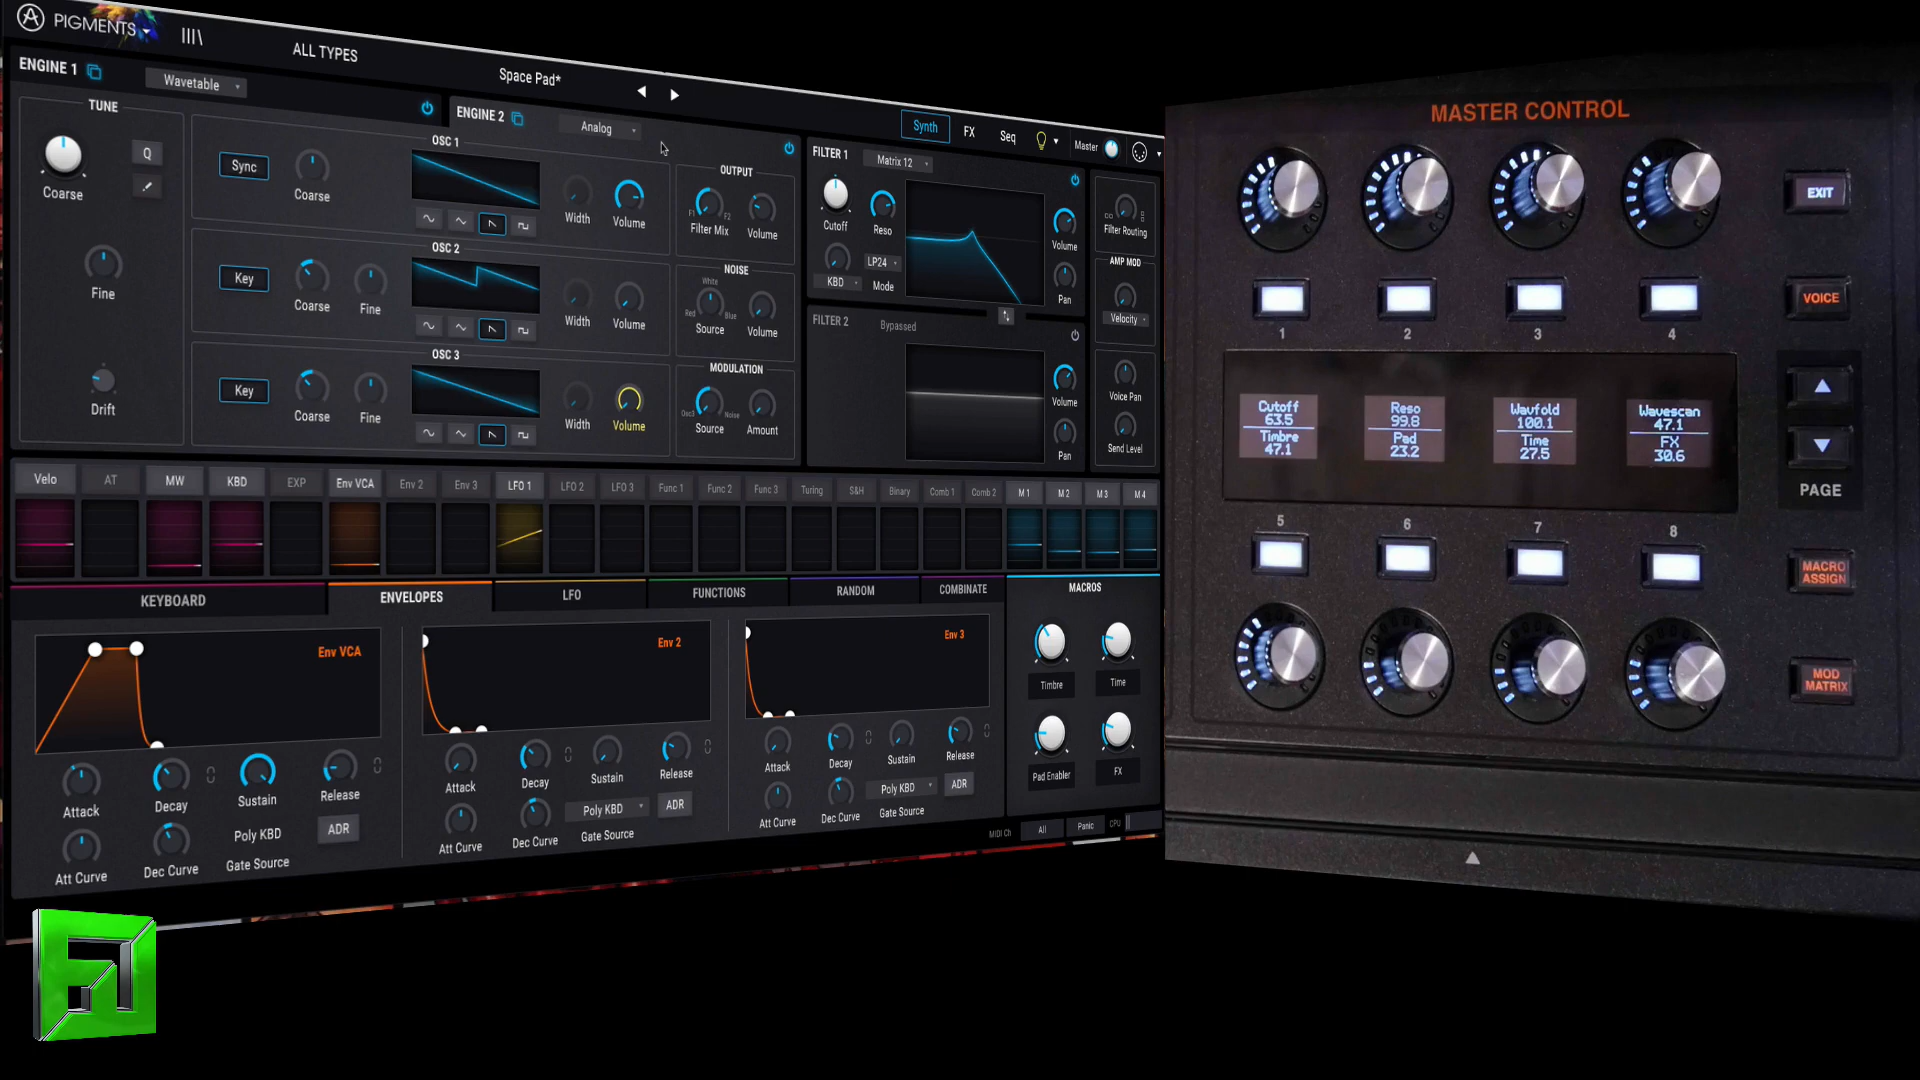 PIGMENTS
ALL TYPES
Space Pad*
ENGINE 1
Wavetable
ENGINE 2
Analog
Synth
FX
Seq
Master
TUNE
Coarse
Q
Fine
Drift
OSC 1
Sync
Coarse
Width
Volume
OSC 2
Key
Coarse
Fine
Width
Volume
OSC 3
Key
Coarse
Fine
Width
Volume
OUTPUT
F1
F2
Filter Mix
Volume
NOISE
White
Red
Blue
Source
Volume
MODULATION
Osc3
Noise
Source
Amount
FILTER 1
Matrix 12
Cutoff
Reso
KBD
LP24
Mode
Volume
Pan
FILTER 2
Bypassed
Volume
Pan
Filter Routing
AMP MOD
Velocity
Voice Pan
Send Level
Velo
AT
MW
KBD
EXP
Env VCA
Env 2
Env 3
LFO 1
LFO 2
LFO 3
Func 1
Func 2
Func 3
Turing
S&H
Binary
Comb 1
Comb 2
M 1
M 2
M 3
M 4
KEYBOARD
ENVELOPES
LFO
FUNCTIONS
RANDOM
COMBINATE
MACROS
Env VCA
Attack
Decay
Sustain
Release
Att Curve
Dec Curve
Poly KBD
Gate Source
ADR
Env 2
Attack
Decay
Sustain
Release
Att Curve
Dec Curve
Poly KBD
Gate Source
ADR
Env 3
Attack
Decay
Sustain
Release
Att Curve
Dec Curve
Poly KBD
Gate Source
ADR
Timbre
Time
Pad Enabler
FX
MIDI Ch
All
Panic
CPU
MASTER CONTROL
EXIT
VOICE
1
2
3
4
Cutoff
63.5
Timbre
47.1
Reso
99.8
Pad
23.2
Wavfold
100.1
Time
27.5
Wavescan
47.1
FX
30.6
PAGE
5
6
7
8
MACRO
ASSIGN
MOD
MATRIX